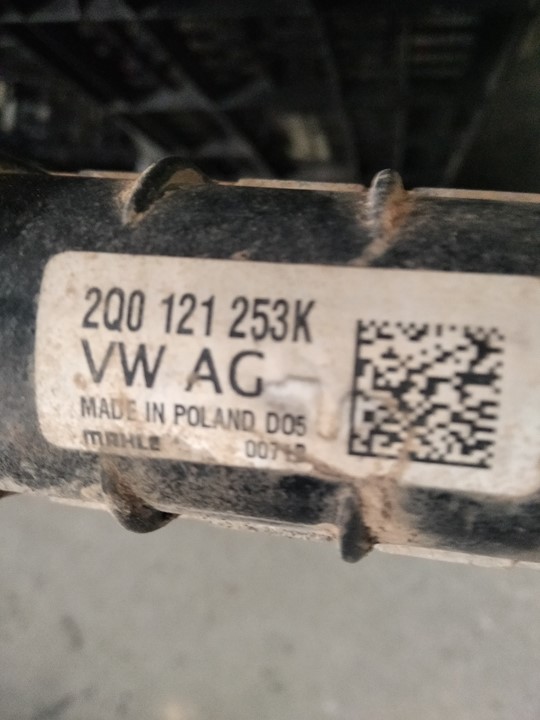 2Q0 121 253K
VW AG
MADE IN POLAND D05
MAHLE